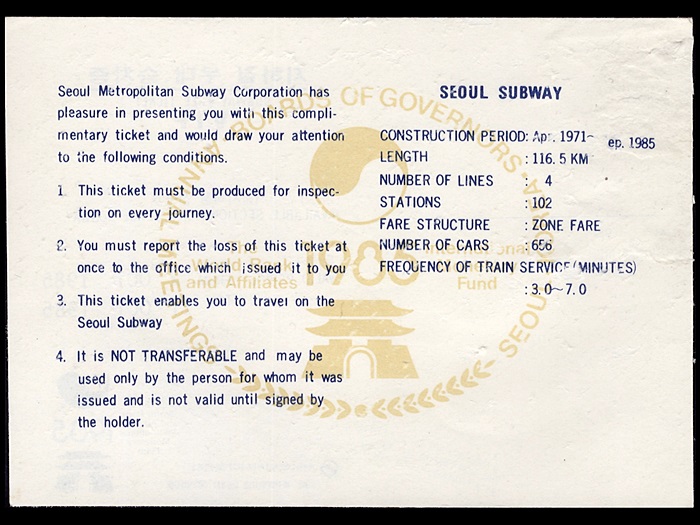 Seoul Metropolitan Subway Corporation has
pleasure in presenting you with this compli-
mentary ticket and would draw your attention
to the following conditions.
1. This ticket must be produced for inspec-
tion on every journey.
2. You must report the loss of this ticket at
once to the office which issued it to you
3. This ticket enables you to travel on the
Seoul Subway
4. It is NOT TRANSFERABLE and may be
used only by the person for whom it was
issued and is not valid until signed by
the holder.
SEOUL SUBWAY
CONSTRUCTION PERIOD: Apr. 1971~ ep. 1985
LENGTH : 116.5 KM
NUMBER OF LINES : 4
STATIONS : 102
FARE STRUCTURE : ZONE FARE
NUMBER OF CARS : 656
FREQUENCY OF TRAIN SERVICE (MINUTES)
: 3.0~7.0
ANNUAL MEETINGS
BOARDS OF GOVERNORS
SEOUL KOREA
1985
World Bank
and Affiliates
International
Fund